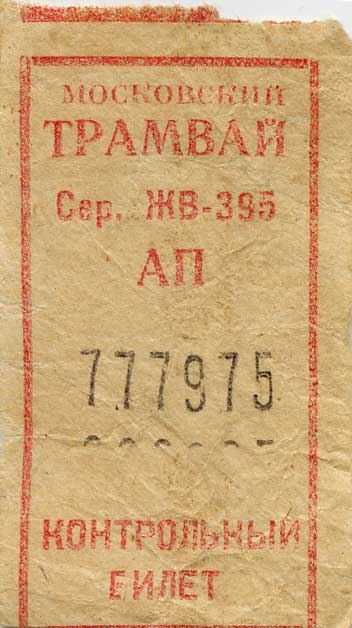 МОСКОВСКИЙ
ТРАМВАЙ
Сер. ЖВ-395
АП
777975
КОНТРОЛЬНЫЙ
БИЛЕТ